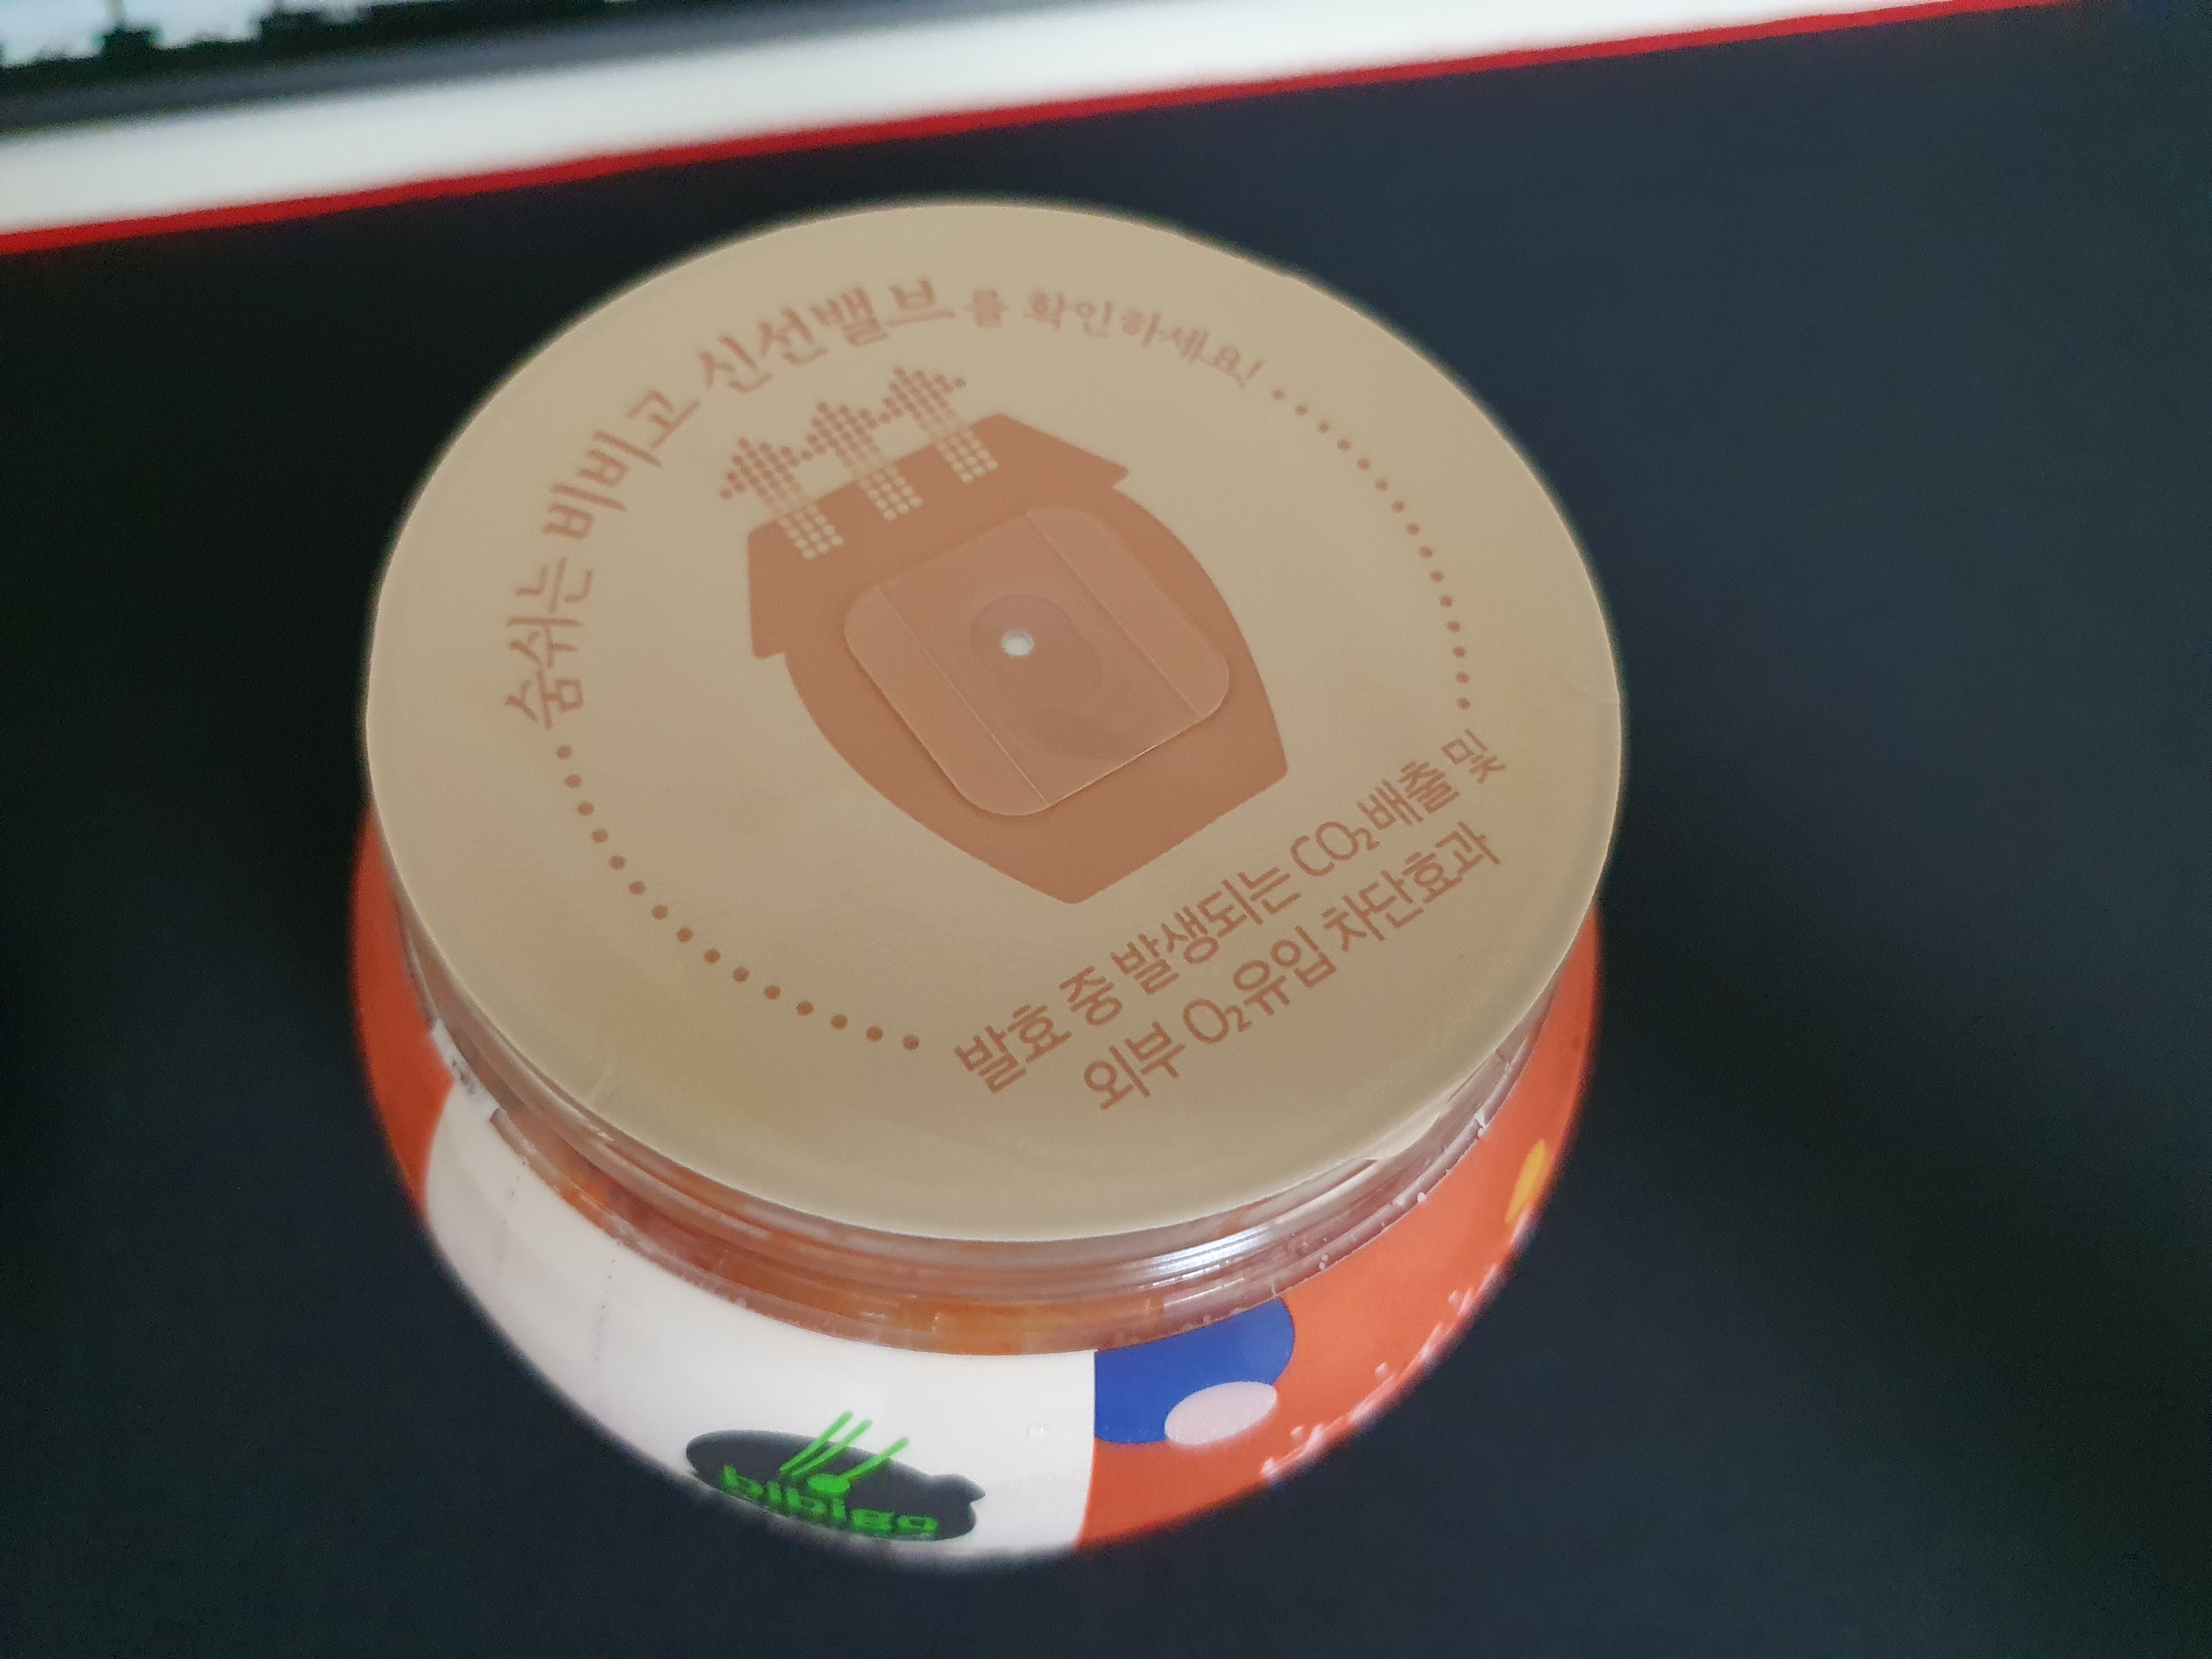 숨쉬는 비비고 신선밸브를 확인하세요!
발효 중 발생되는 CO₂ 배출 및
외부 O₂ 유입 차단효과
bibigo